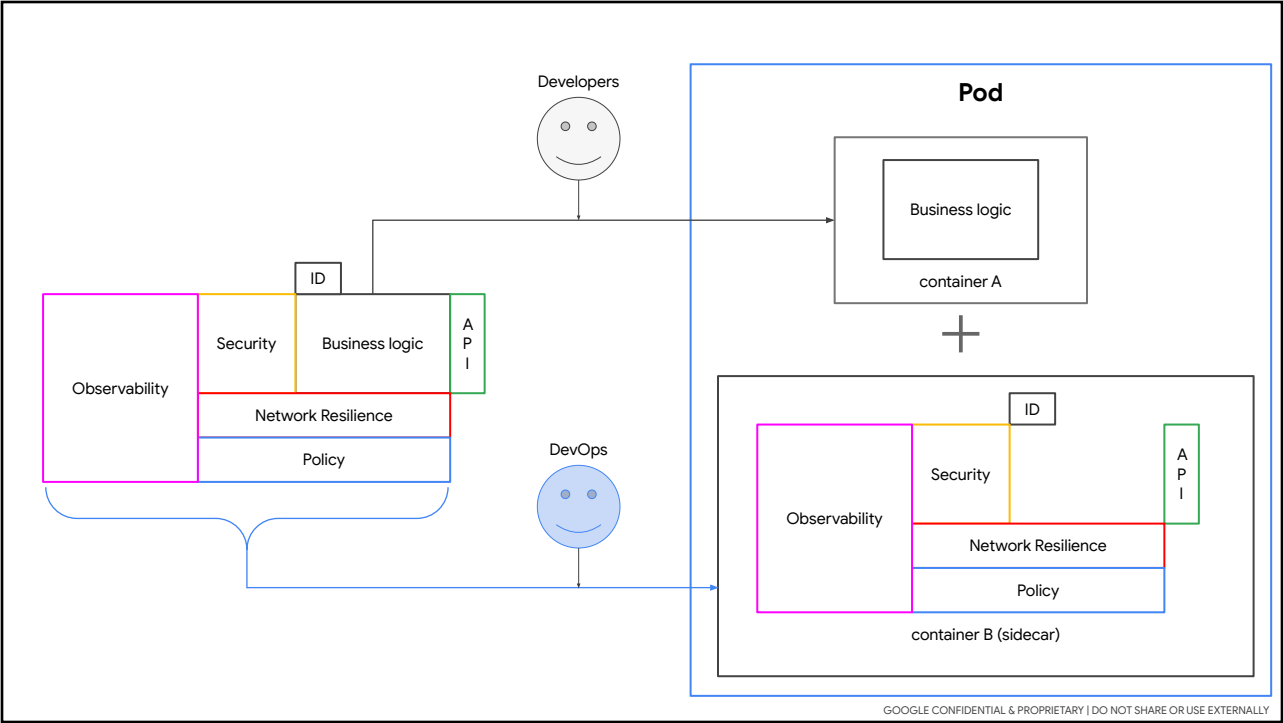 Developers
Pod
Business logic
container A
ID
Observability
Security
Business logic
A
P
I
Network Resilience
Policy
DevOps
ID
Observability
Security
A
P
I
Network Resilience
Policy
container B (sidecar)
GOOGLE CONFIDENTIAL & PROPRIETARY | DO NOT SHARE OR USE EXTERNALLY